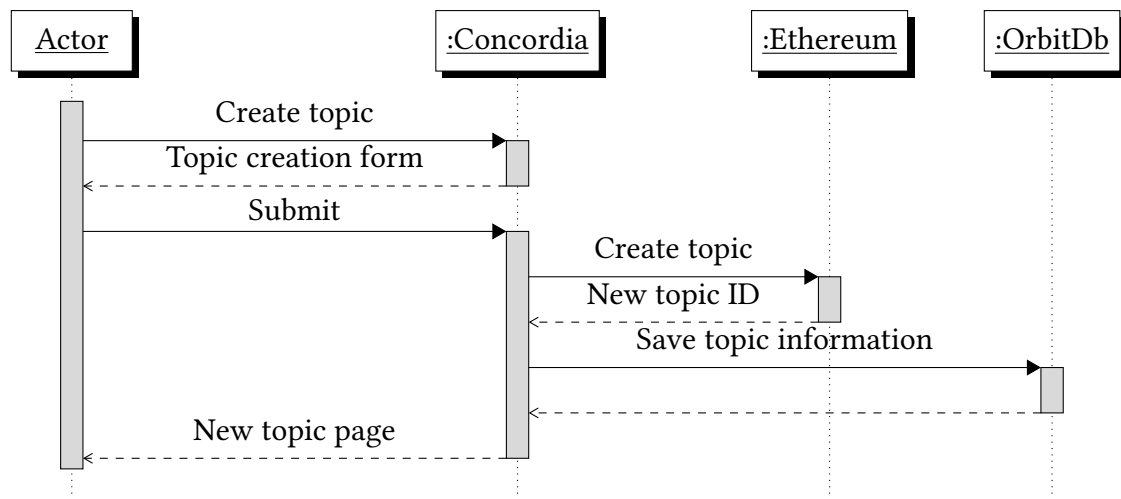 Actor
:Concordia
:Ethereum
:OrbitDb
Create topic
Topic creation form
Submit
Create topic
New topic ID
Save topic information
New topic page